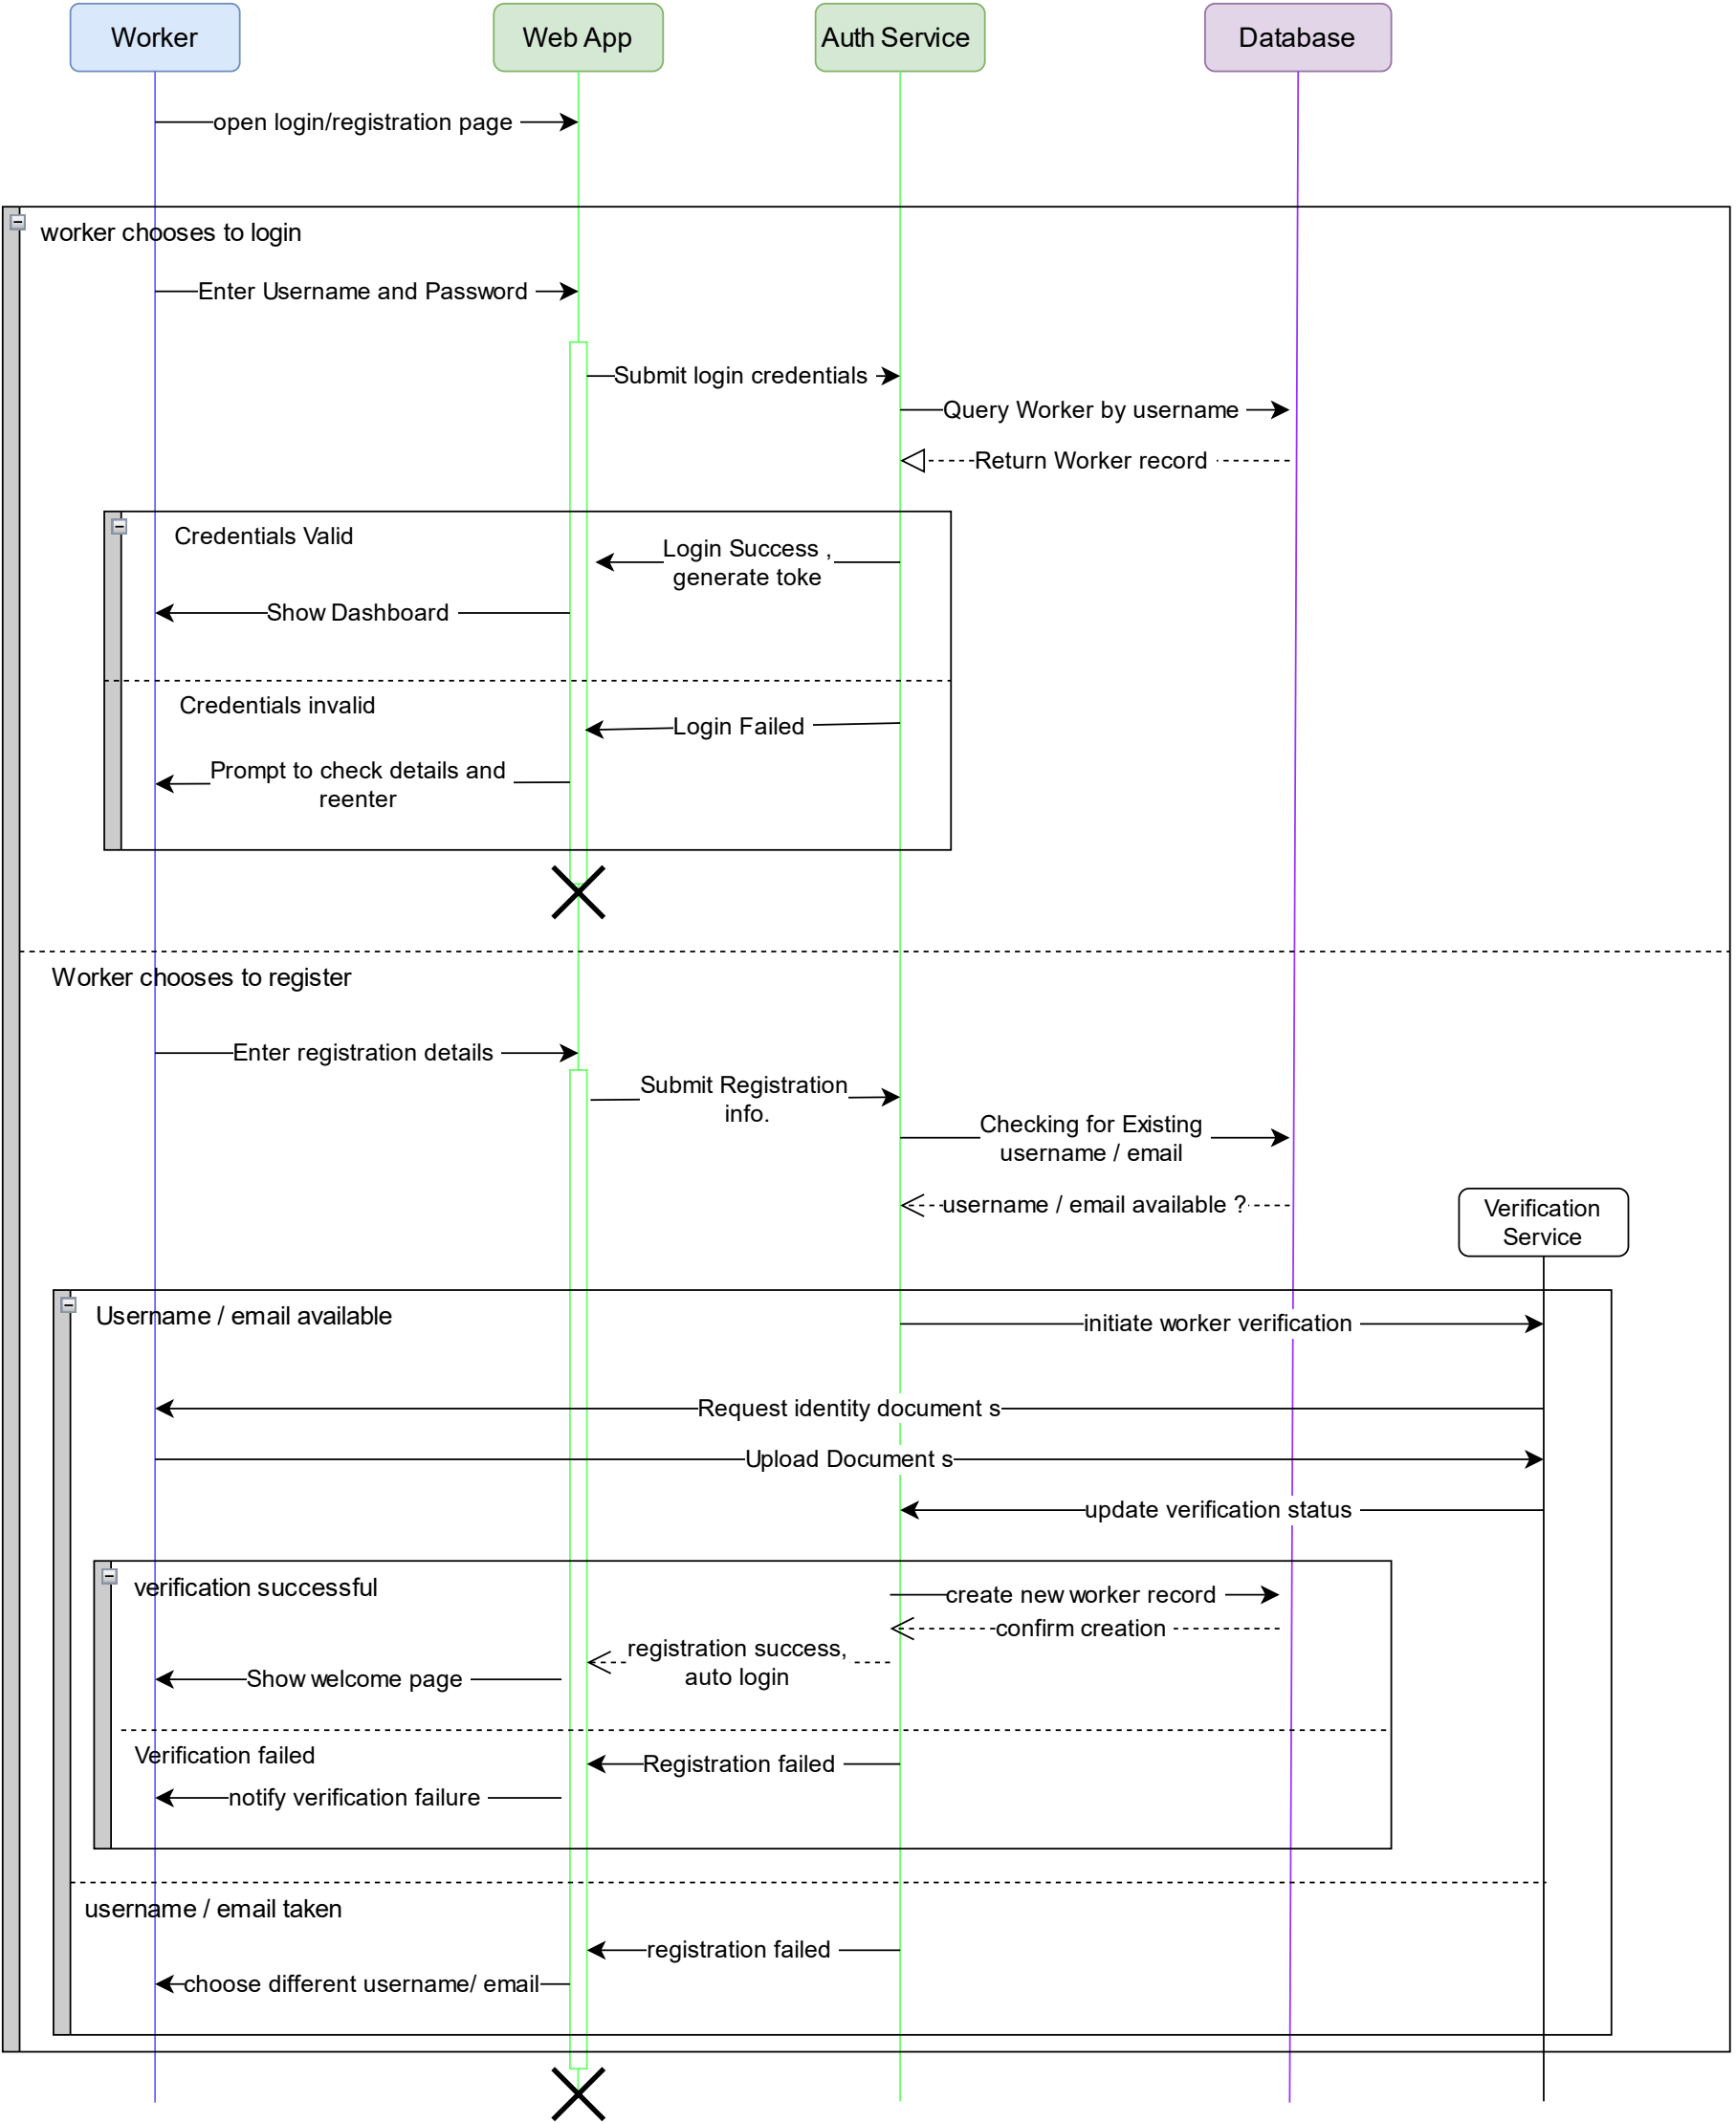 Worker
Web App
Auth Service
Database
open login/registration page
worker chooses to login
Enter Username and Password
Submit login credentials
Query Worker by username
Return Worker record
Credentials Valid
Login Success ,
generate toke
Show Dashboard
Credentials invalid
Login Failed
Prompt to check details and
reenter
Worker chooses to register
Enter registration details
Submit Registration
info.
Checking for Existing
username / email
username / email available ?
Verification
Service
Username / email available
initiate worker verification
Request identity document s
Upload Document s
update verification status
verification successful
create new worker record
confirm creation
registration success,
auto login
Show welcome page
Verification failed
Registration failed
notify verification failure
username / email taken
registration failed
choose different username/ email